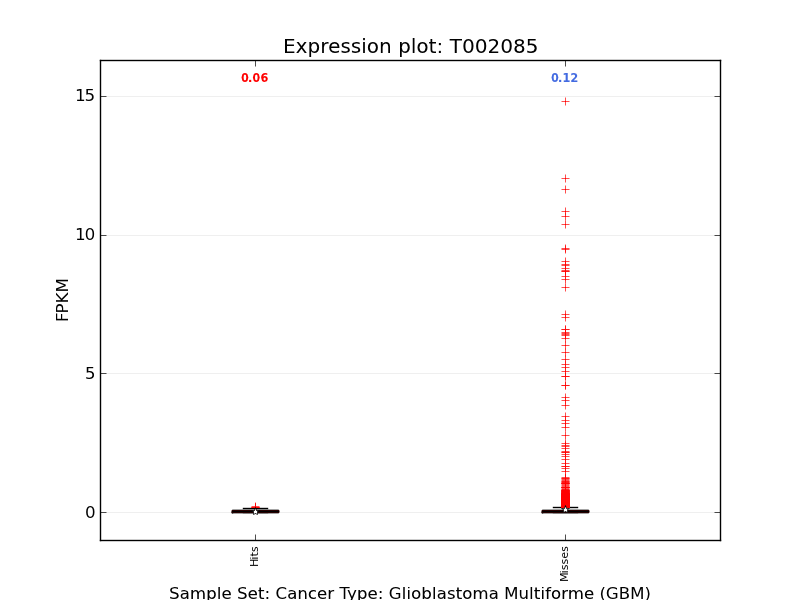 Expression plot: T002085
0.06
0.12
15
10
5
0
FPKM
Hits
Misses
Sample Set: Cancer Type: Glioblastoma Multiforme (GBM)